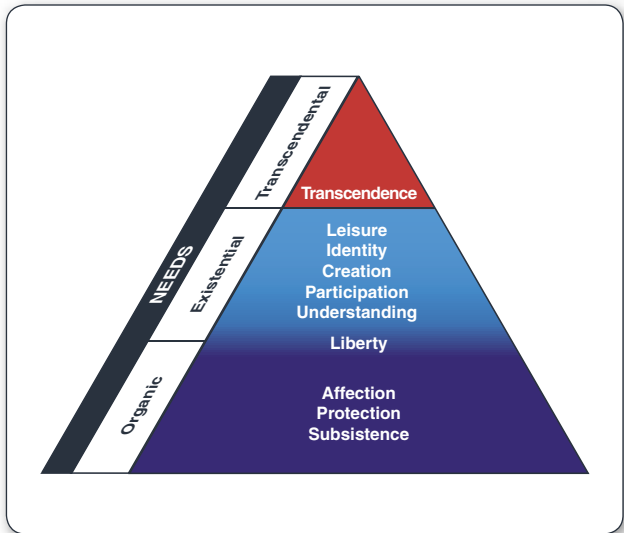 NEEDS
Transcendental
Existential
Organic
Transcendence
Leisure
Identity
Creation
Participation
Understanding
Liberty
Affection
Protection
Subsistence